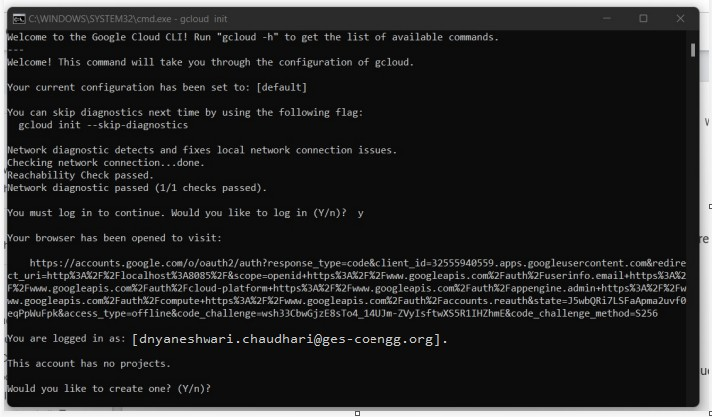 C:\WINDOWS\SYSTEM32\cmd.exe - gcloud init
Welcome to the Google Cloud CLI! Run "gcloud -h" to get the list of available commands.
---
Welcome! This command will take you through the configuration of gcloud.
Your current configuration has been set to: [default]
You can skip diagnostics next time by using the following flag:
gcloud init --skip-diagnostics
Network diagnostic detects and fixes local network connection issues.
Checking network connection...done.
Reachability Check passed.
Network diagnostic passed (1/1 checks passed).
You must log in to continue. Would you like to log in (Y/n)? y
Your browser has been opened to visit:
https://accounts.google.com/o/oauth2/auth?response_type=code&client_id=32555940559.apps.googleusercontent.com&redire
ct_uri=http%3A%2F%2Flocalhost%3A8085%2F&scope=openid+https%3A%2F%2Fwww.googleapis.com%2Fauth%2Fuserinfo.email+https%3A%2
F%2Fwww.googleapis.com%2Fauth%2Fcloud-platform+https%3A%2F%2Fwww.googleapis.com%2Fauth%2Fappengine.admin+https%3A%2F%2Fw
ww.googleapis.com%2Fauth%2Fcompute+https%3A%2F%2Fwww.googleapis.com%2Fauth%2Faccounts.reauth&state=J5wbQRi7LSFaApma2uvf0
eqPpWuFpk&access_type=offline&code_challenge=wsh33CbwGjzE8sTo4_14UJm-ZVyIsftwXS5R1IHZhmE&code_challenge_method=S256
You are logged in as: [dnyaneshwari.chaudhari@ges-coengg.org].
This account has no projects.
Would you like to create one? (Y/n)?